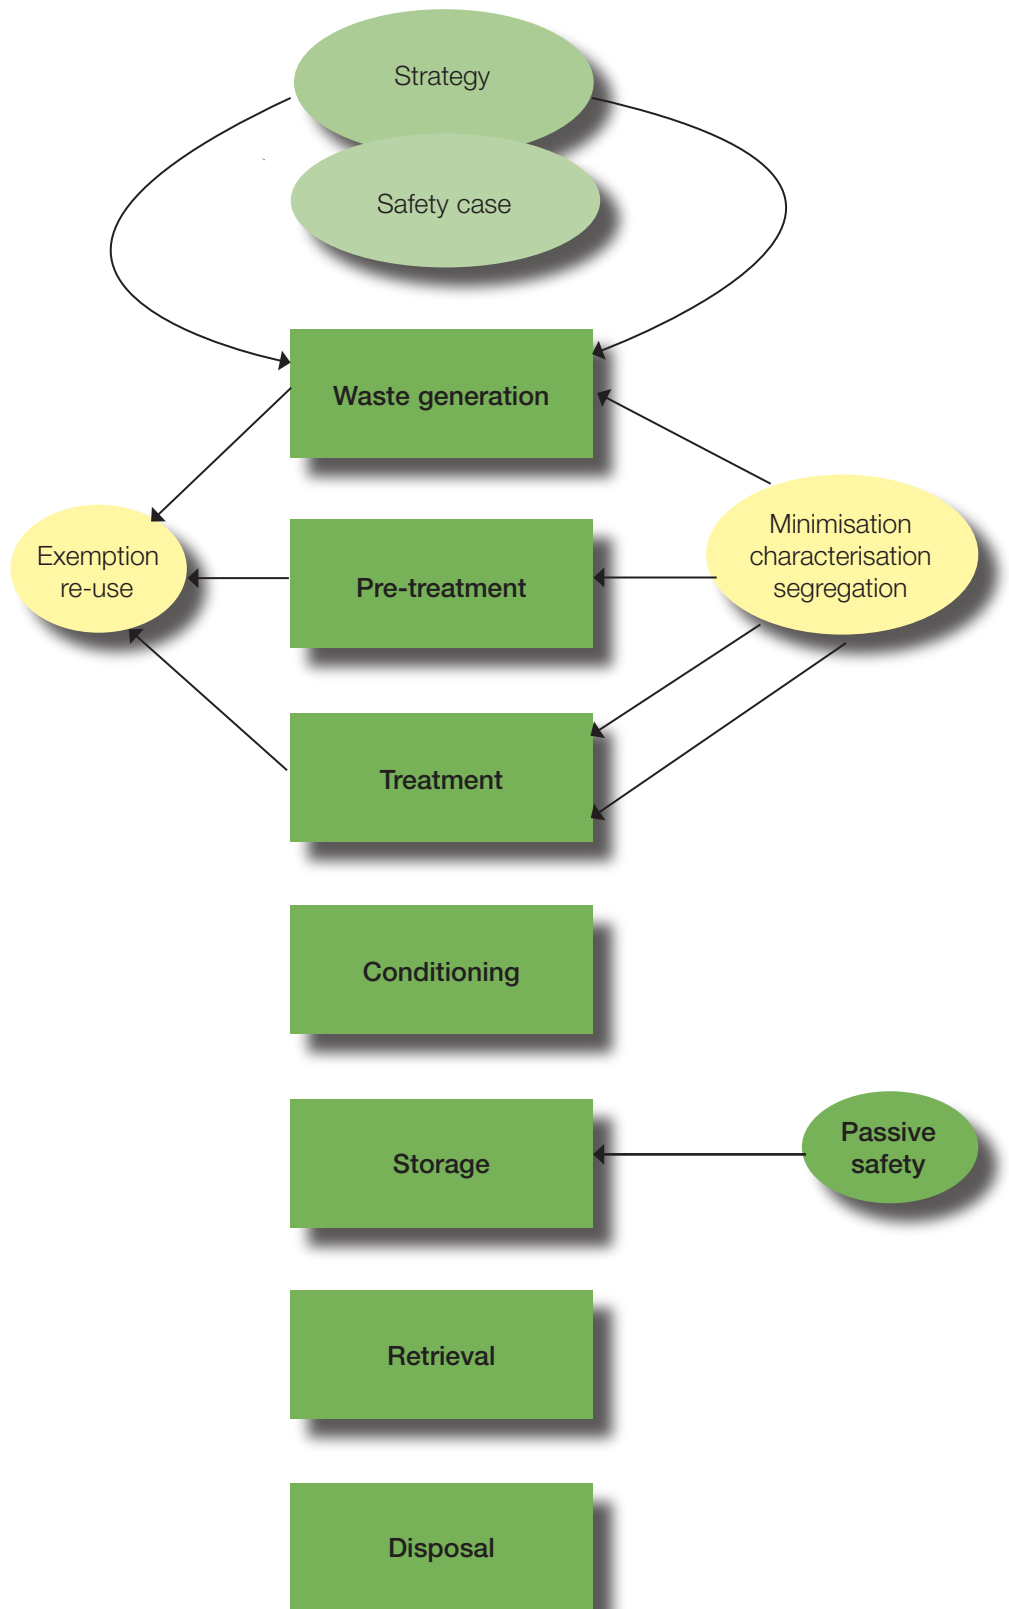 Strategy
Safety case
Waste generation
Minimisation
characterisation
segregation
Exemption
re-use
Pre-treatment
Treatment
Conditioning
Passive
safety
Storage
Retrieval
Disposal